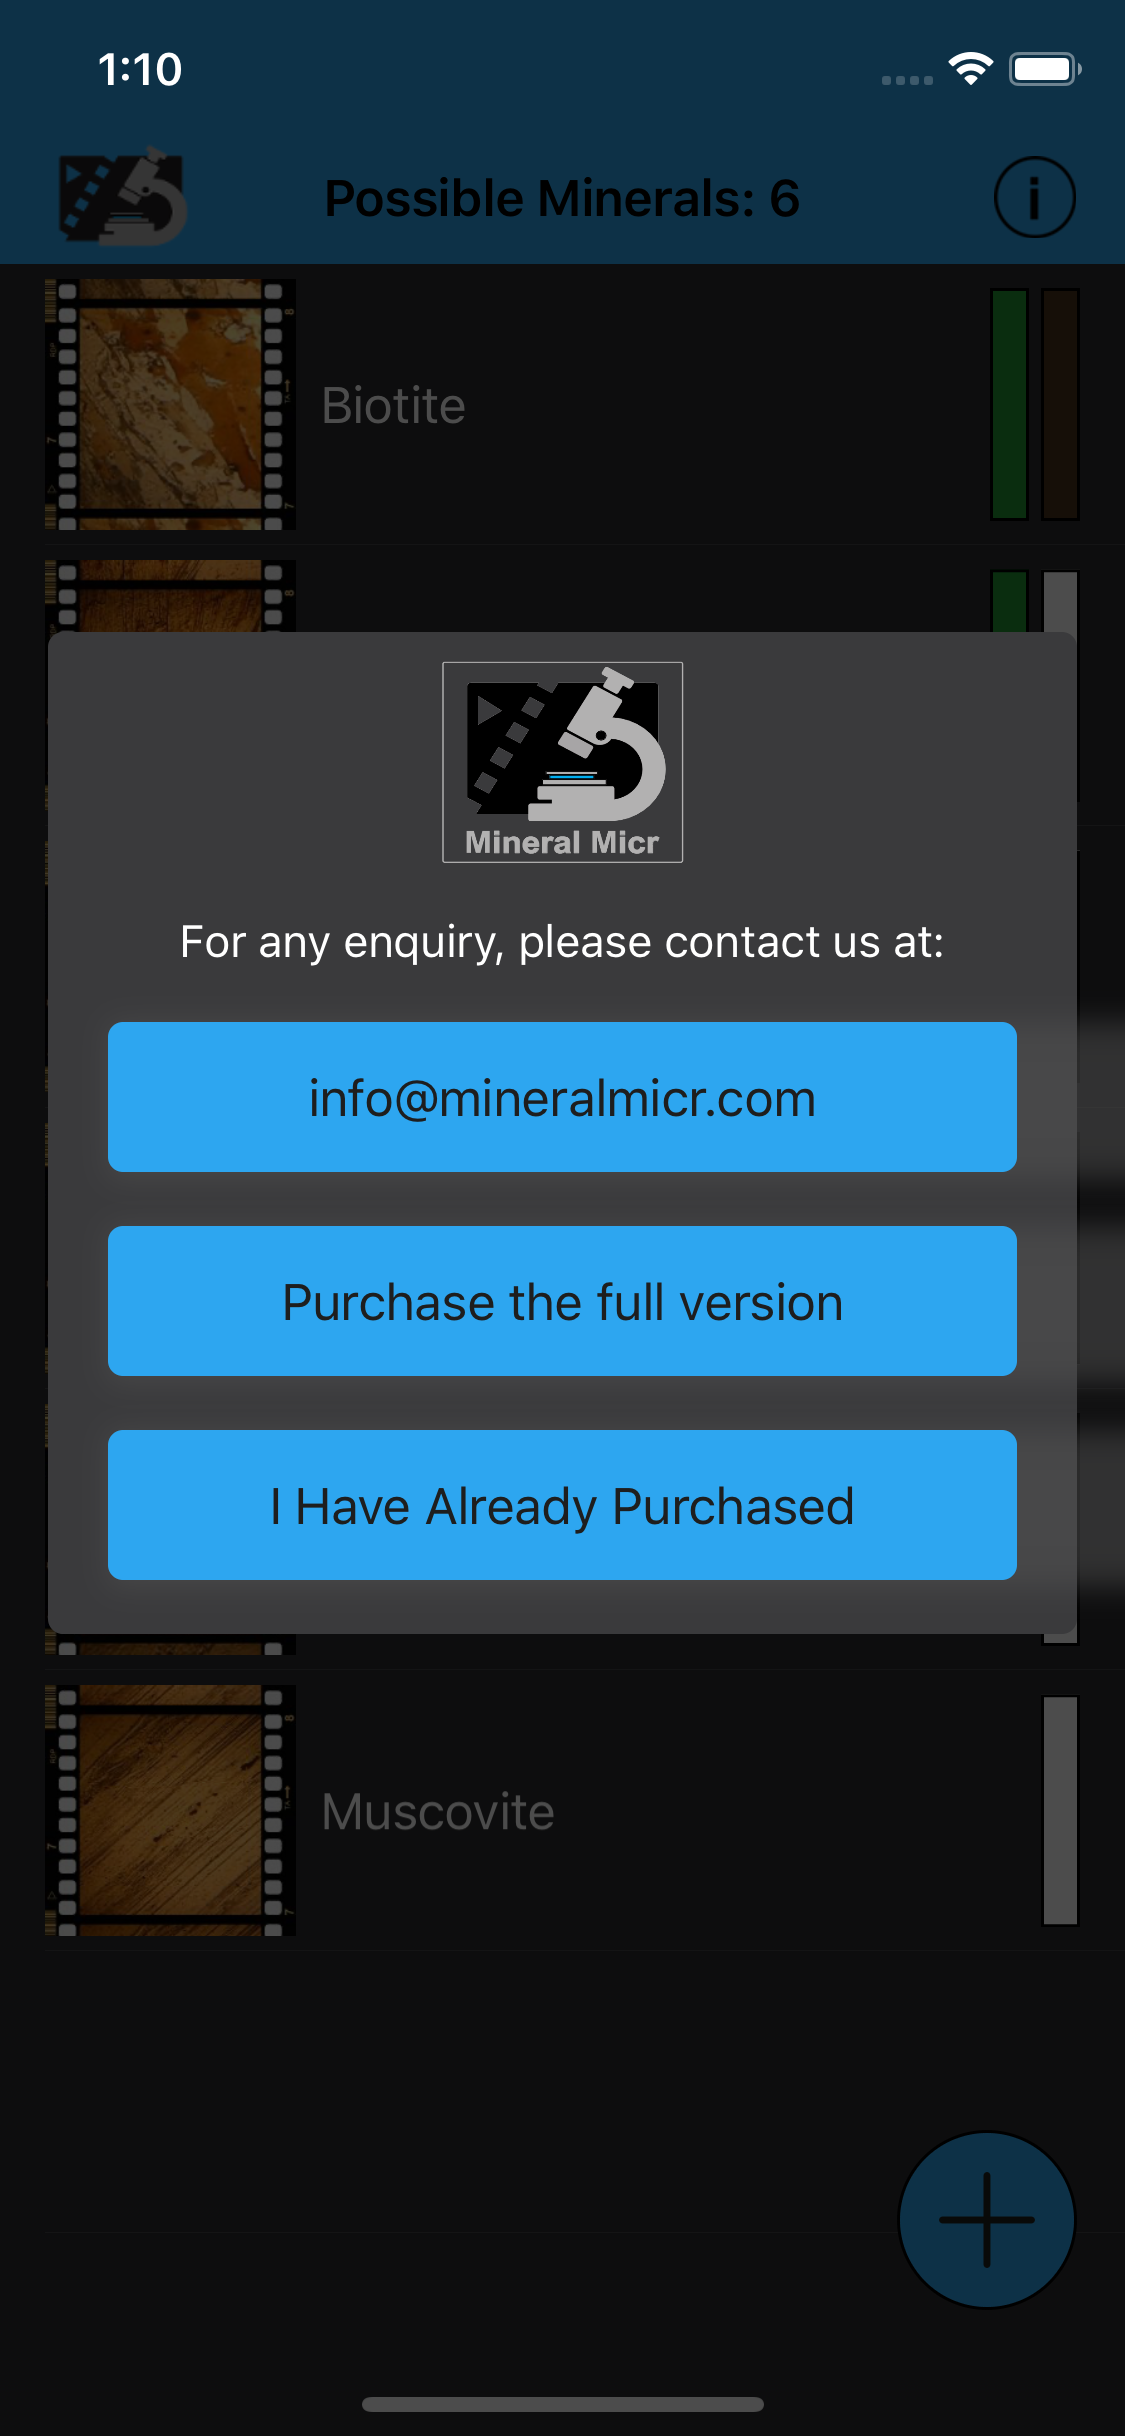 1:10
Possible Minerals: 6
Biotite
Mineral Micr
For any enquiry, please contact us at:
info@mineralmicr.com
Purchase the full version
I Have Already Purchased
Muscovite